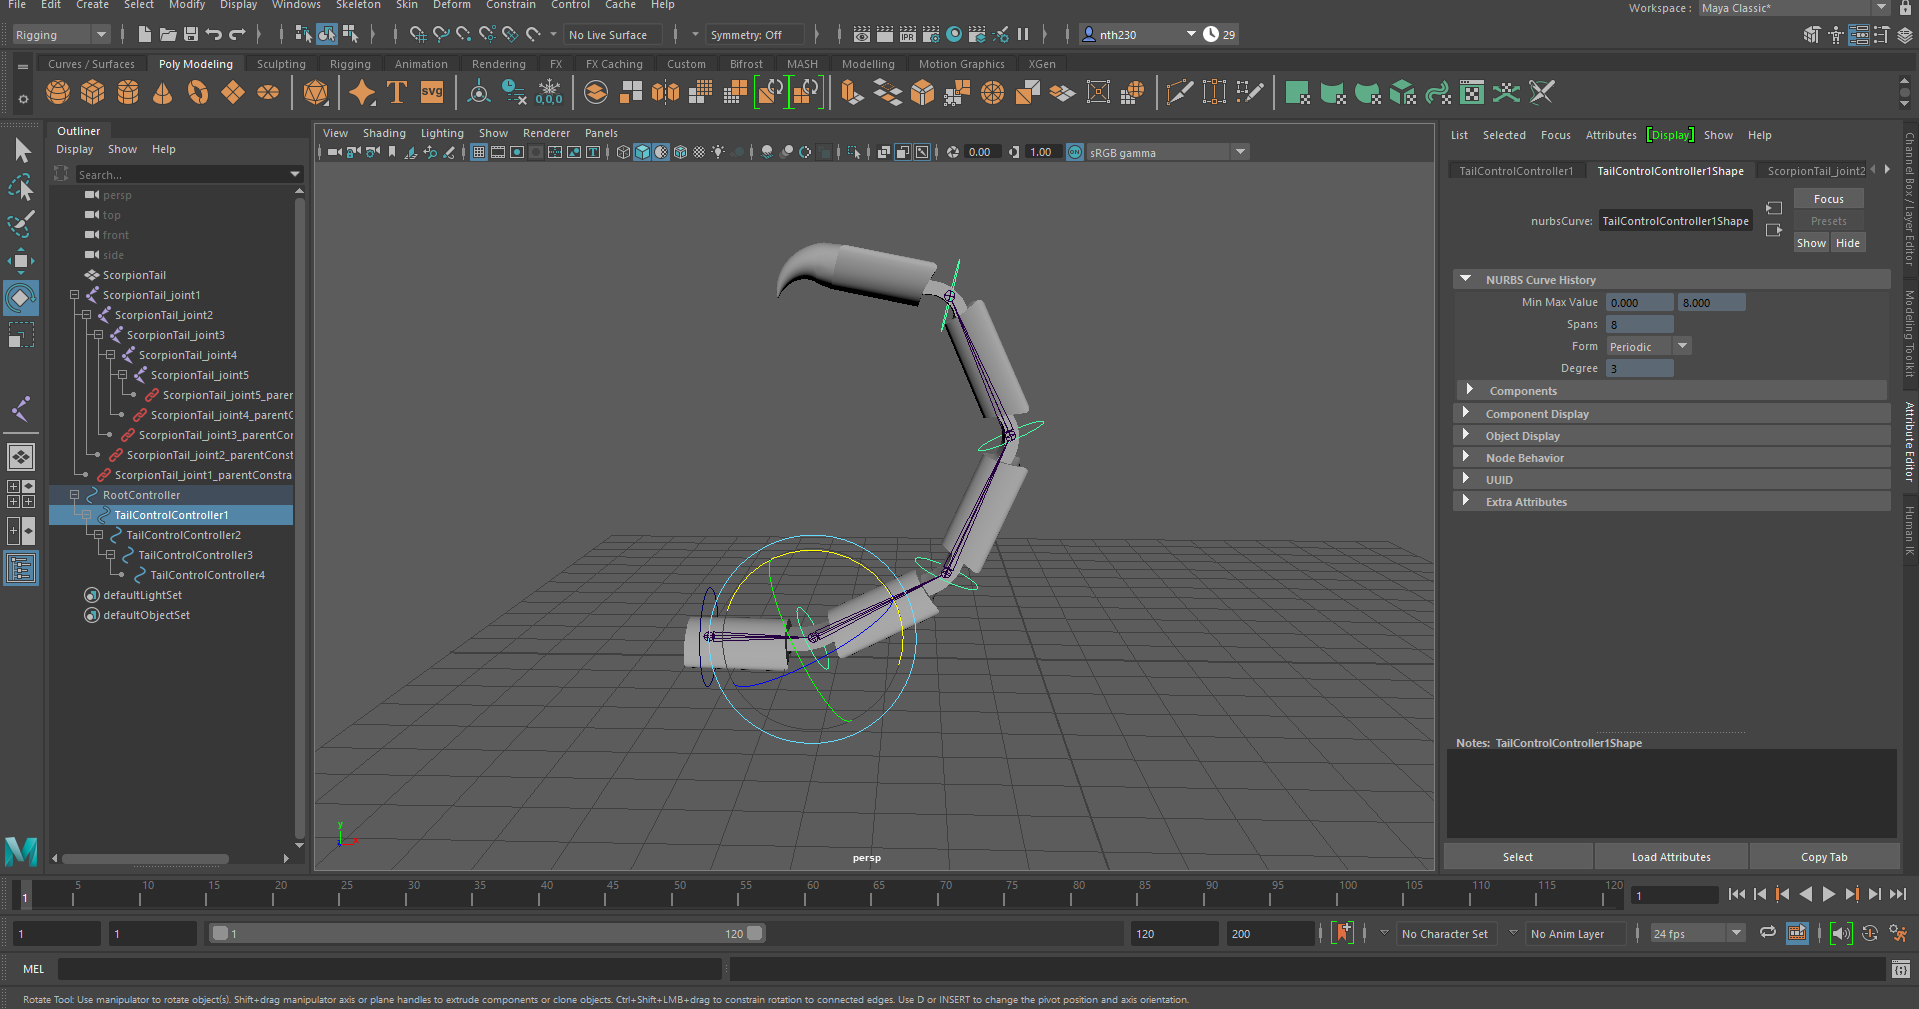 File Edit Create Select Modify Display Windows Skeleton Skin Deform Constrain Control Cache Help
Workspace : Maya Classic*
Rigging
No Live Surface
Symmetry: Off
IPR
nth230
29
Curves / Surfaces Poly Modeling Sculpting Rigging Animation Rendering FX FX Caching Custom Bifrost MASH Modelling Motion Graphics XGen
T SVG 0,0,0
Outliner
Display Show Help
Search...
persp
top
front
side
ScorpionTail
ScorpionTail_joint1
ScorpionTail_joint2
ScorpionTail_joint3
ScorpionTail_joint4
ScorpionTail_joint5
ScorpionTail_joint5_parer
ScorpionTail_joint4_parentC
ScorpionTail_joint3_parentCor
ScorpionTail_joint2_parentConst
ScorpionTail_joint1_parentConstra
RootController
TailControlController1
TailControlController2
TailControlController3
TailControlController4
defaultLightSet
defaultObjectSet
View Shading Lighting Show Renderer Panels
0.00
1.00
ON
sRGB gamma
y
persp
List Selected Focus Attributes Display Show Help
TailControlController1 TailControlController1Shape ScorpionTail_joint2
nurbsCurve: TailControlController1Shape
Focus
Presets
Show Hide
NURBS Curve History
Min Max Value 0.000 8.000
Spans 8
Form Periodic
Degree 3
Components
Component Display
Object Display
Node Behavior
UUID
Extra Attributes
Notes: TailControlController1Shape
Select Load Attributes Copy Tab
Channel Box / Layer Editor
Modeling Toolkit
Attribute Editor
Human IK
1 5 10 15 20 25 30 35 40 45 50 55 60 65 70 75 80 85 90 95 100 105 110 115 120
1
1
1
1 120
120
200
No Character Set
No Anim Layer
24 fps
MEL
Rotate Tool: Use manipulator to rotate object(s). Shift+drag manipulator axis or plane handles to extrude components or clone objects. Ctrl+Shift+LMB+drag to constrain rotation to connected edges. Use D or INSERT to change the pivot position and axis orientation.